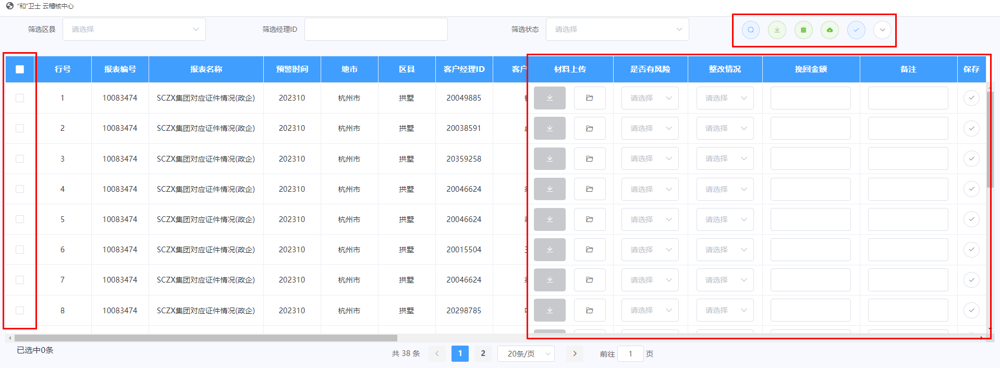 “和”卫士 云稽核中心
筛选区县 请选择 筛选经理ID 筛选状态 请选择
行号 报表编号 报表名称 预警时间 地市 区县 客户经理ID 客户 材料上传 是否有风险 整改情况 挽回金额 备注 保存
1 10083474 SCZX集团对应证件情况(政企) 202310 杭州市 拱墅 20049885 请选择 请选择
2 10083474 SCZX集团对应证件情况(政企) 202310 杭州市 拱墅 20038591 请选择 请选择
3 10083474 SCZX集团对应证件情况(政企) 202310 杭州市 拱墅 20359258 请选择 请选择
4 10083474 SCZX集团对应证件情况(政企) 202310 杭州市 拱墅 20046624 请选择 请选择
5 10083474 SCZX集团对应证件情况(政企) 202310 杭州市 拱墅 20046624 请选择 请选择
6 10083474 SCZX集团对应证件情况(政企) 202310 杭州市 拱墅 20015504 请选择 请选择
7 10083474 SCZX集团对应证件情况(政企) 202310 杭州市 拱墅 20046624 请选择 请选择
8 10083474 SCZX集团对应证件情况(政企) 202310 杭州市 拱墅 20298785 请选择 请选择
已选中0条
共 38 条 1 2 20条/页 前往 1 页